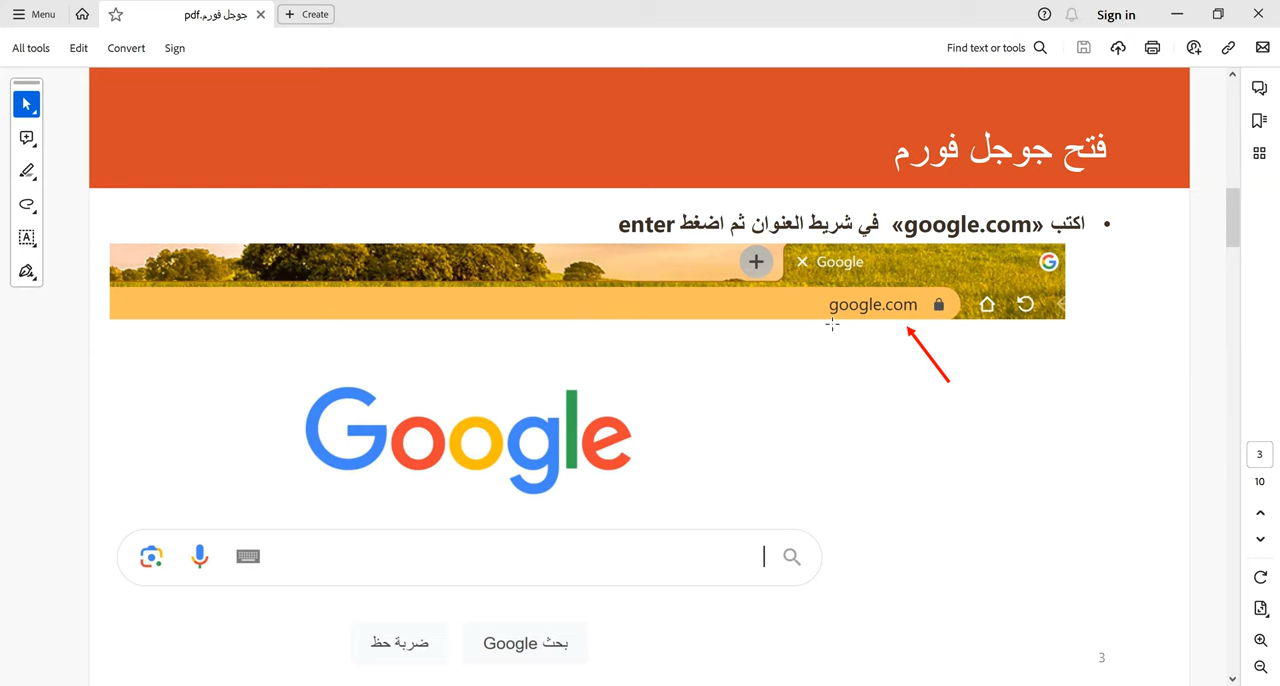 Menu
جوجل فورم.pdf
Create
Sign in
All tools
Edit
Convert
Sign
Find text or tools
فتح جوجل فورم
• اكتب «google.com» في شريط العنوان ثم اضغط enter
Google
google.com
Google
بحث Google
ضربة حظ
3
3
10